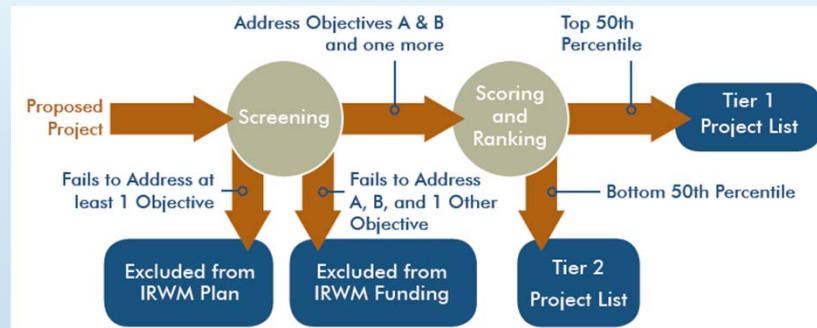 Address Objectives A & B
and one more
Top 50th
Percentile
Proposed
Project
Screening
Scoring
and
Ranking
Tier 1
Project List
Fails to Address at
least 1 Objective
Fails to Address
A, B, and 1 Other
Objective
Bottom 50th Percentile
Excluded from
IRWM Plan
Excluded from
IRWM Funding
Tier 2
Project List